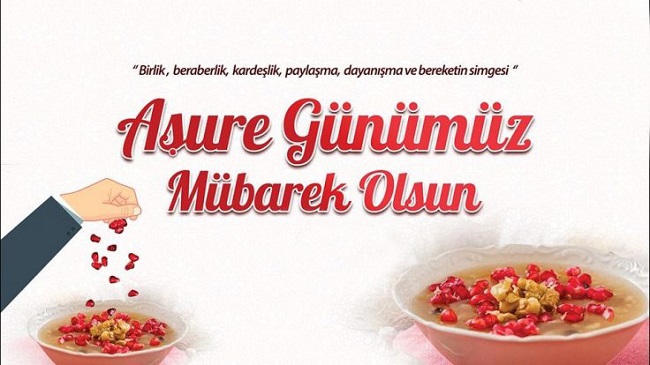 “ Birlik , beraberlik, kardeşlik, paylaşma, dayanışma ve bereketin simgesi “
Aşure Günümüz
Mübarek Olsun